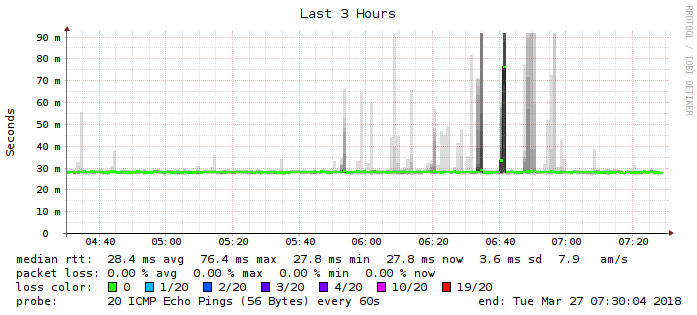 Last 3 Hours
RRDTOOL / TOBI OETIKER
Seconds
90 m
80 m
70 m
60 m
50 m
40 m
30 m
20 m
10 m
0
04:40 05:00 05:20 05:40 06:00 06:20 06:40 07:00 07:20
median rtt: 28.4 ms avg 76.4 ms max 27.8 ms min 27.8 ms now 3.6 ms sd 7.9 am/s
packet loss: 0.00 % avg 0.00 % max 0.00 % min 0.00 % now
loss color: 0 1/20 2/20 3/20 4/20 10/20 19/20
probe: 20 ICMP Echo Pings (56 Bytes) every 60s end: Tue Mar 27 07:30:04 2018